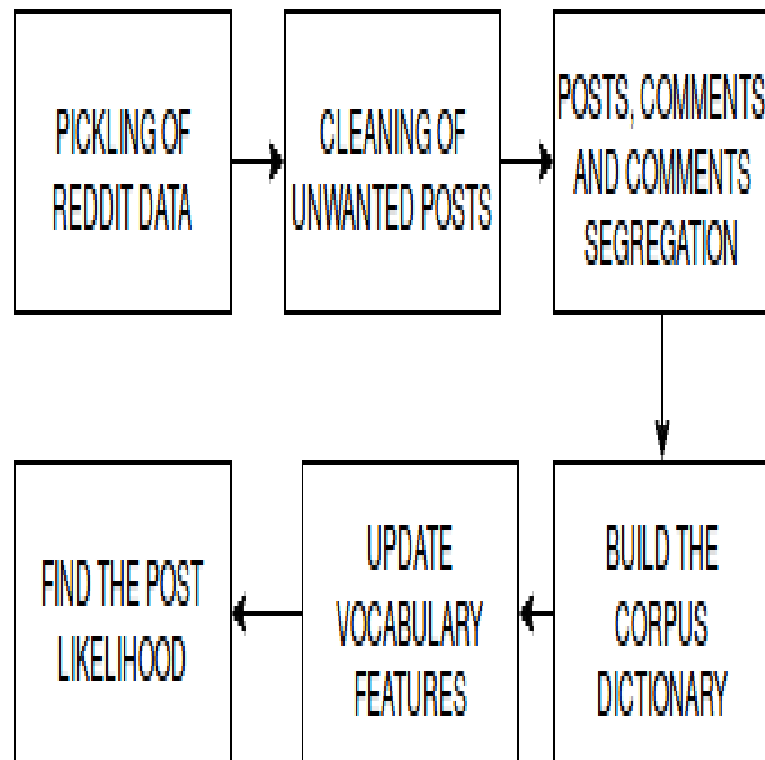 PICKLING OF
REDDIT DATA
CLEANING OF
UNWANTED POSTS
POSTS, COMMENTS
AND COMMENTS
SEGREGATION
BUILD THE
CORPUS
DICTIONARY
UPDATE
VOCABULARY
FEATURES
FIND THE POST
LIKELIHOOD